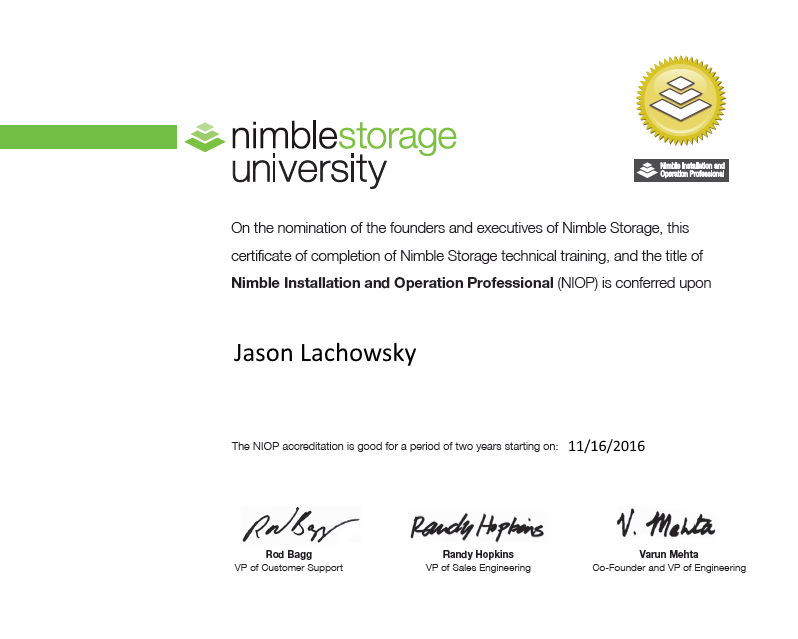 nimblestorage
university
Nimble Installation and
Operation Professional
On the nomination of the founders and executives of Nimble Storage, this
certificate of completion of Nimble Storage technical training, and the title of
Nimble Installation and Operation Professional (NIOP) is conferred upon
Jason Lachowsky
The NIOP accreditation is good for a period of two years starting on: 11/16/2016
Rod Bagg Randy Hopkins V. Mehta
Rod Bagg Randy Hopkins Varun Mehta
VP of Customer Support VP of Sales Engineering Co-Founder and VP of Engineering